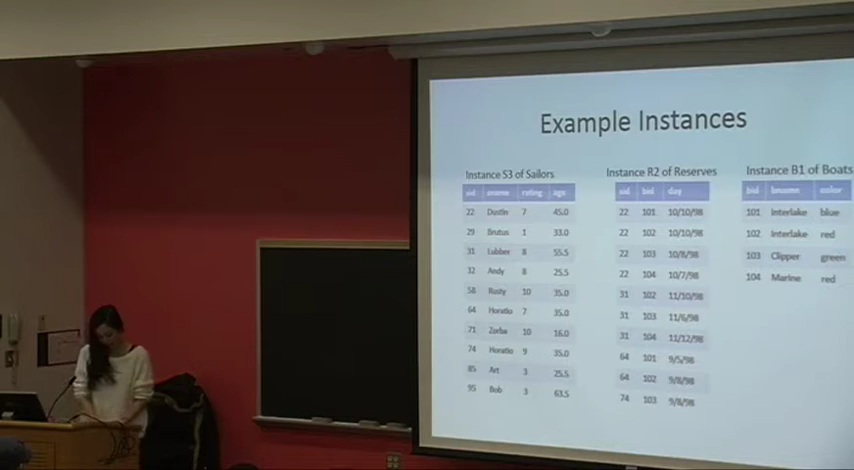 Example Instances
Instance S3 of Sailors
sid sname rating age
22 Dustin 7 45.0
29 Brutus 1 33.0
31 Lubber 8 55.5
32 Andy 8 25.5
58 Rusty 10 35.0
64 Horatio 7 35.0
71 Zorba 10 16.0
74 Horatio 9 35.0
85 Art 3 25.5
95 Bob 3 63.5
Instance R2 of Reserves
sid bid day
22 101 10/10/98
22 102 10/10/98
22 103 10/8/98
22 104 10/7/98
31 102 11/10/98
31 103 11/6/98
31 104 11/12/98
64 101 9/5/98
64 102 9/8/98
74 103 9/8/98
Instance B1 of Boats
bid bname color
101 Interlake blue
102 Interlake red
103 Clipper green
104 Marine red